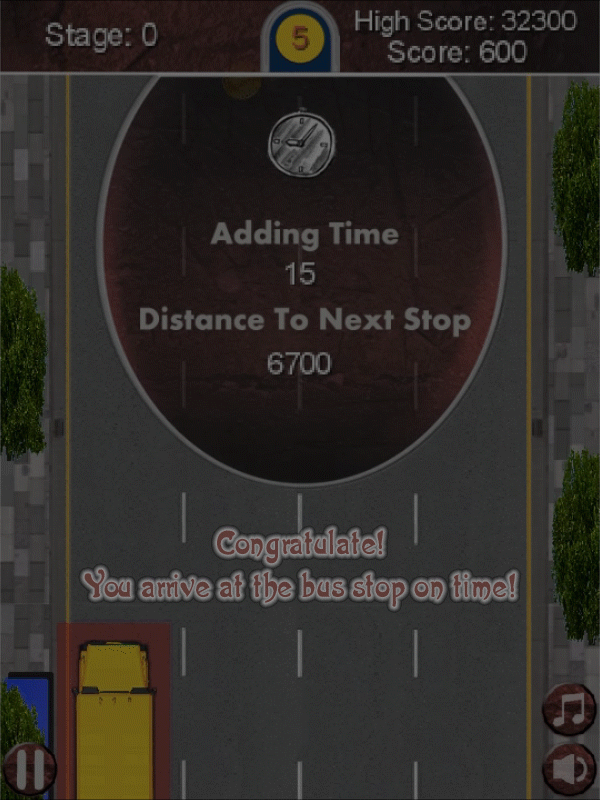 Stage: 0
5
High Score: 32300
Score: 600
Adding Time
15
Distance To Next Stop
6700
Congratulate!
You arrive at the bus stop on time!